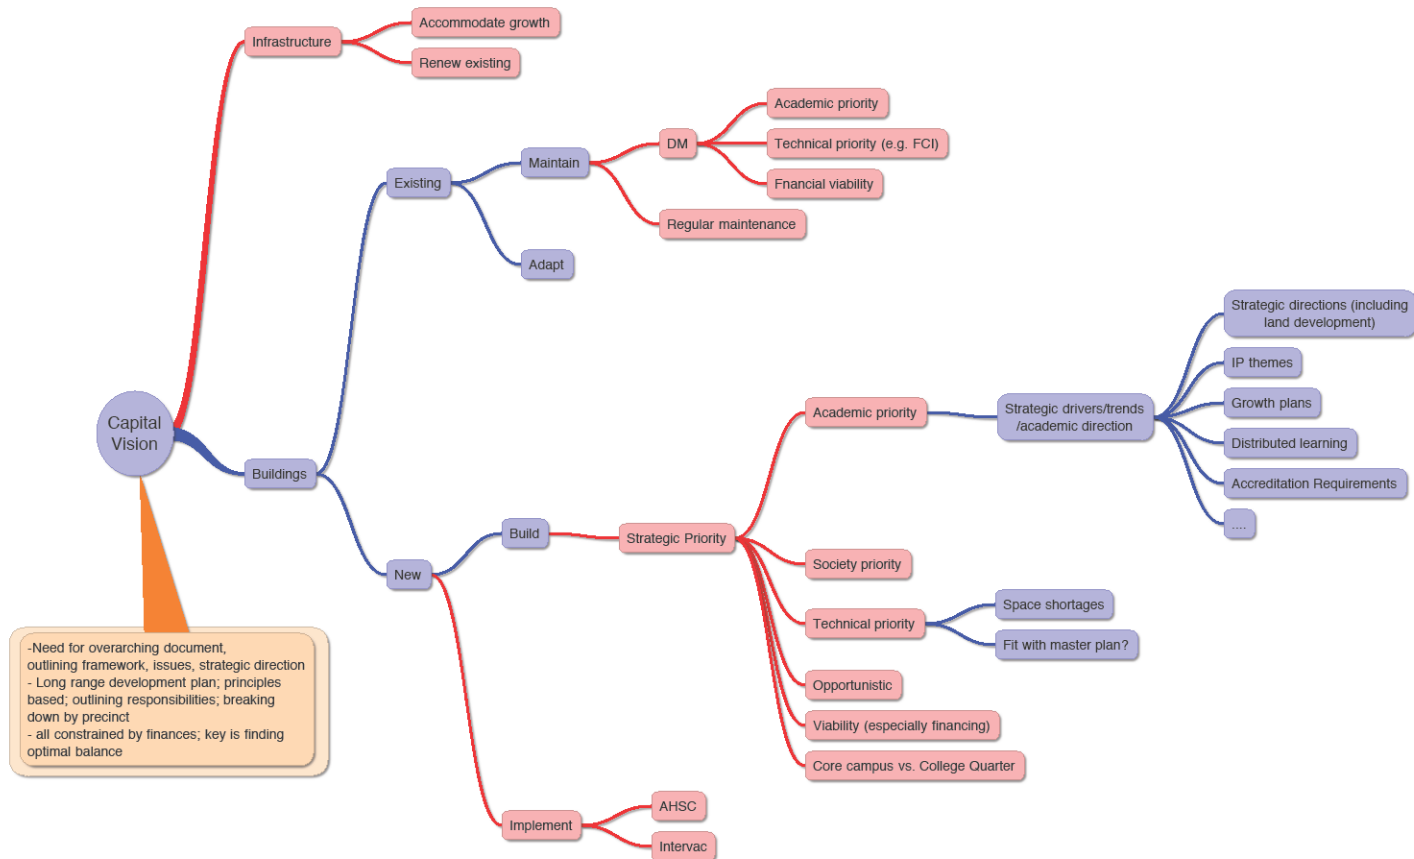 Infrastructure
Accommodate growth
Renew existing
Capital
Vision
Buildings
Existing
Maintain
DM
Academic priority
Technical priority (e.g. FCI)
Fnancial viability
Regular maintenance
Adapt
New
Build
Strategic Priority
Academic priority
Strategic drivers/trends
/academic direction
Strategic directions (including
land development)
IP themes
Growth plans
Distributed learning
Accreditation Requirements
....
Society priority
Technical priority
Space shortages
Fit with master plan?
Opportunistic
Viability (especially financing)
Core campus vs. College Quarter
Implement
AHSC
Intervac
-Need for overarching document,
outlining framework, issues, strategic direction
- Long range development plan; principles
based; outlining responsibilities; breaking
down by precinct
- all constrained by finances; key is finding
optimal balance